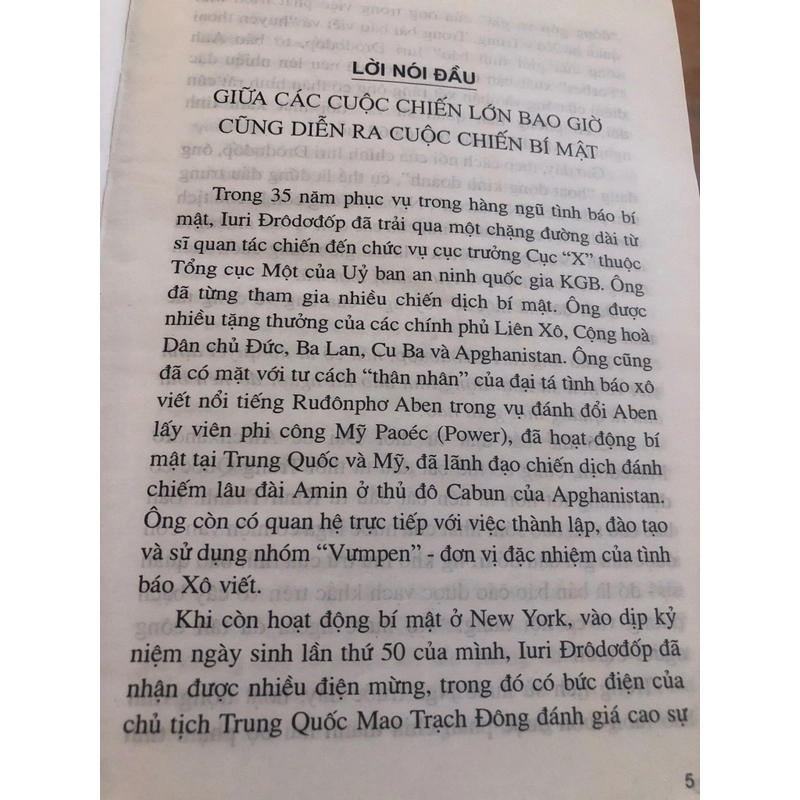 LỜI NÓI ĐẦU
GIỮA CÁC CUỘC CHIẾN LỚN BAO GIỜ
CŨNG DIỄN RA CUỘC CHIẾN BÍ MẬT
Trong 35 năm phục vụ trong hàng ngũ tình báo bí
mật, Iuri Đrôdơđốp đã trải qua một chặng đường dài từ
sĩ quan tác chiến đến chức vụ cục trưởng Cục “X” thuộc
Tổng cục Một của Uỷ ban an ninh quốc gia KGB. Ông
đã từng tham gia nhiều chiến dịch bí mật. Ông được
nhiều tặng thưởng của các chính phủ Liên Xô, Cộng hoà
Dân chủ Đức, Ba Lan, Cu Ba và Apghanistan. Ông cũng
đã có mặt với tư cách “thân nhân” của đại tá tình báo xô
viết nổi tiếng Ruđônphơ Aben trong vụ đánh đổi Aben
lấy viên phi công Mỹ Paoéc (Power), đã hoạt động bí
mật tại Trung Quốc và Mỹ, đã lãnh đạo chiến dịch đánh
chiếm lâu đài Amin ở thủ đô Cabun của Apghanistan.
Ông còn có quan hệ trực tiếp với việc thành lập, đào tạo
và sử dụng nhóm “Vưmpen” - đơn vị đặc nhiệm của tình
báo Xô viết.
Khi còn hoạt động bí mật ở New York, vào dịp kỷ
niệm ngày sinh lần thứ 50 của mình, Iuri Đrôdơđốp đã
nhận được nhiều điện mừng, trong đó có bức điện của
chủ tịch Trung Quốc Mao Trạch Đông đánh giá cao sự
5